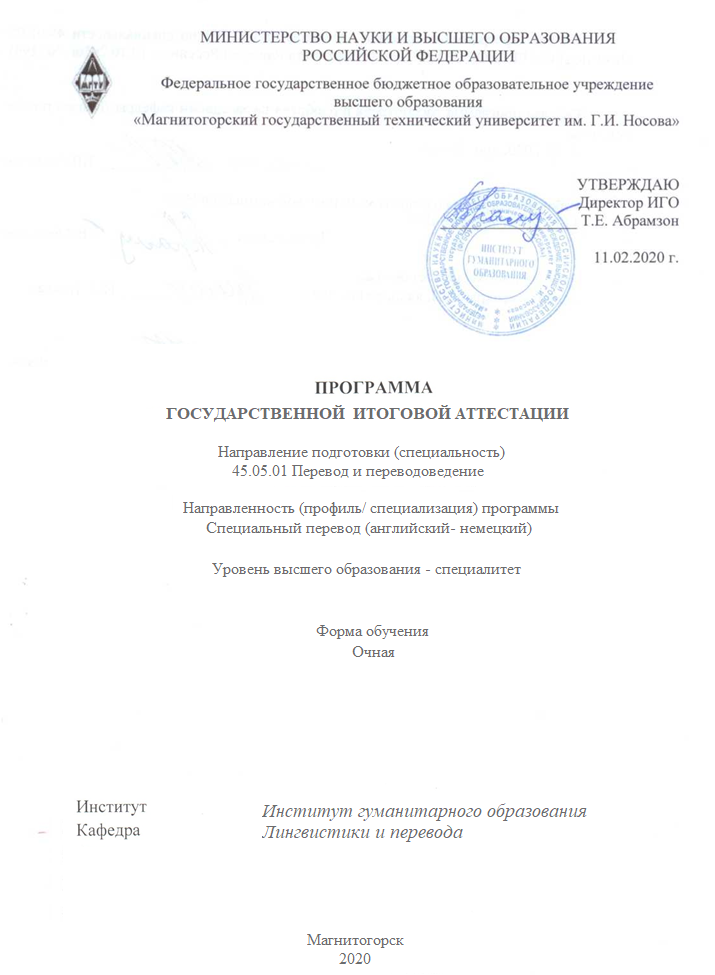 МИНИСТЕРСТВО НАУКИ И ВЫСШЕГО ОБРАЗОВАНИЯ
РОССИЙСКОЙ ФЕДЕРАЦИИ
Федеральное государственное бюджетное образовательное учреждение
высшего образования
«Магнитогорский государственный технический университет им. Г.И. Носова»
УТВЕРЖДАЮ
Директор ИГО
Т.Е. Абрамзон
11.02.2020 г.
ИНСТИТУТ
ГУМАНИТАРНОГО
ОБРАЗОВАНИЯ
ПРОГРАММА
ГОСУДАРСТВЕННОЙ ИТОГОВОЙ АТТЕСТАЦИИ
Направление подготовки (специальность)
45.05.01 Перевод и переводоведение
Направленность (профиль/ специализация) программы
Специальный перевод (английский- немецкий)
Уровень высшего образования - специалитет
Форма обучения
Очная
Институт Институт гуманитарного образования
Кафедра Лингвистики и перевода
Магнитогорск
2020